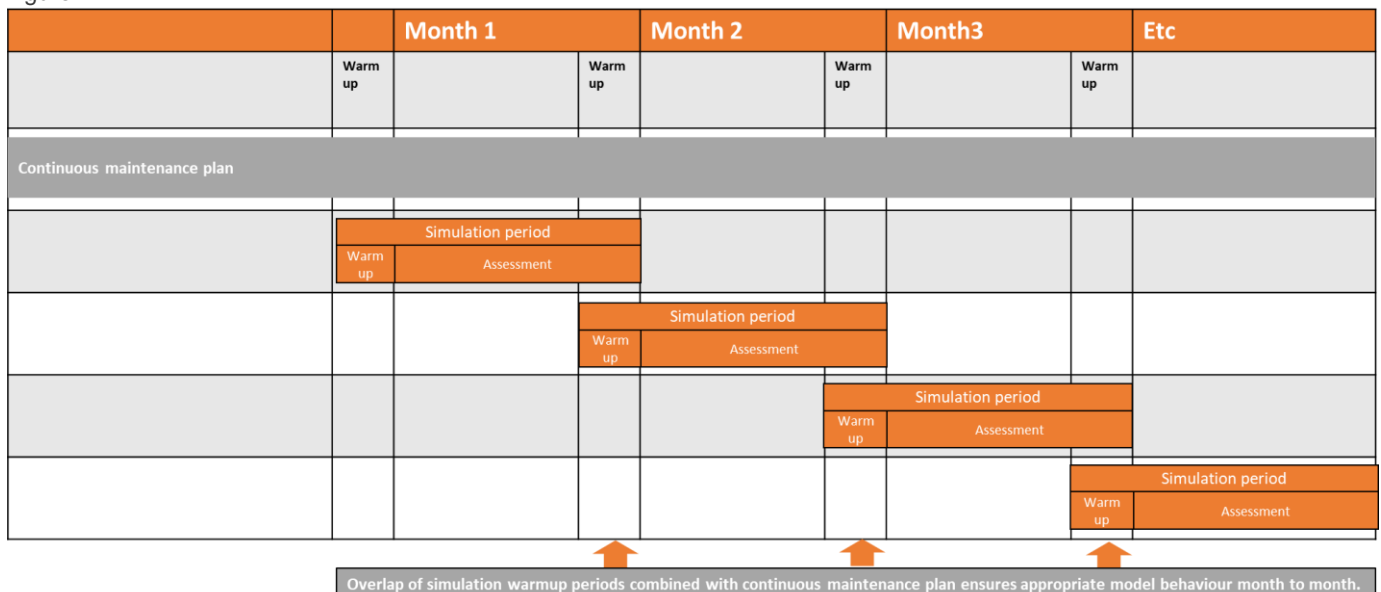 Month 1 Month 2 Month3 Etc
Warm up Warm up Warm up Warm up
Continuous maintenance plan
Simulation period
Warm up Assessment
Simulation period
Warm up Assessment
Simulation period
Warm up Assessment
Simulation period
Warm up Assessment
Overlap of simulation warmup periods combined with continuous maintenance plan ensures appropriate model behaviour month to month.